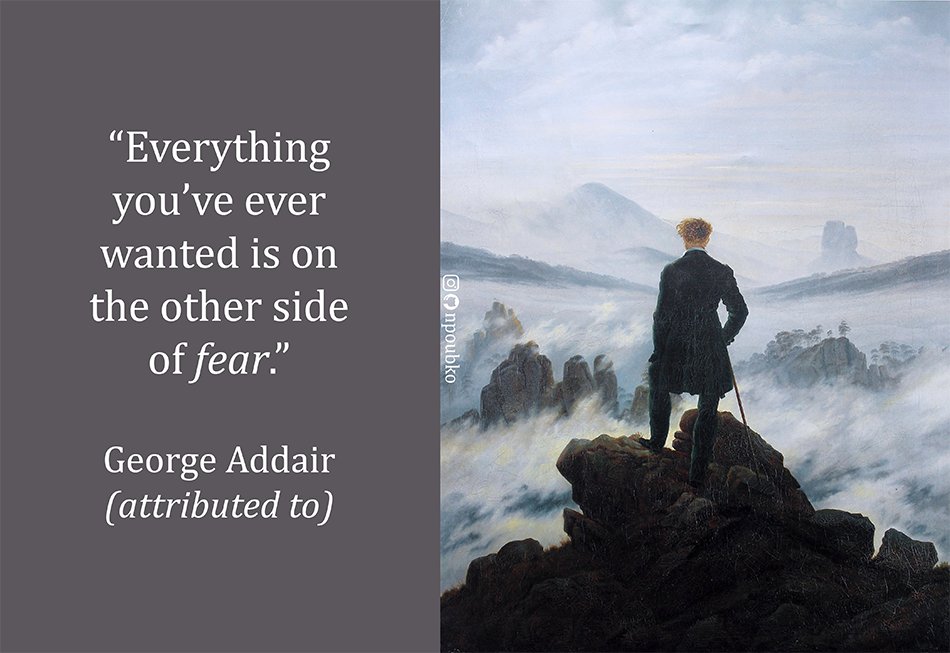 “Everything
you’ve ever
wanted is on
the other side
of fear.”
George Addair
(attributed to)
npoubko